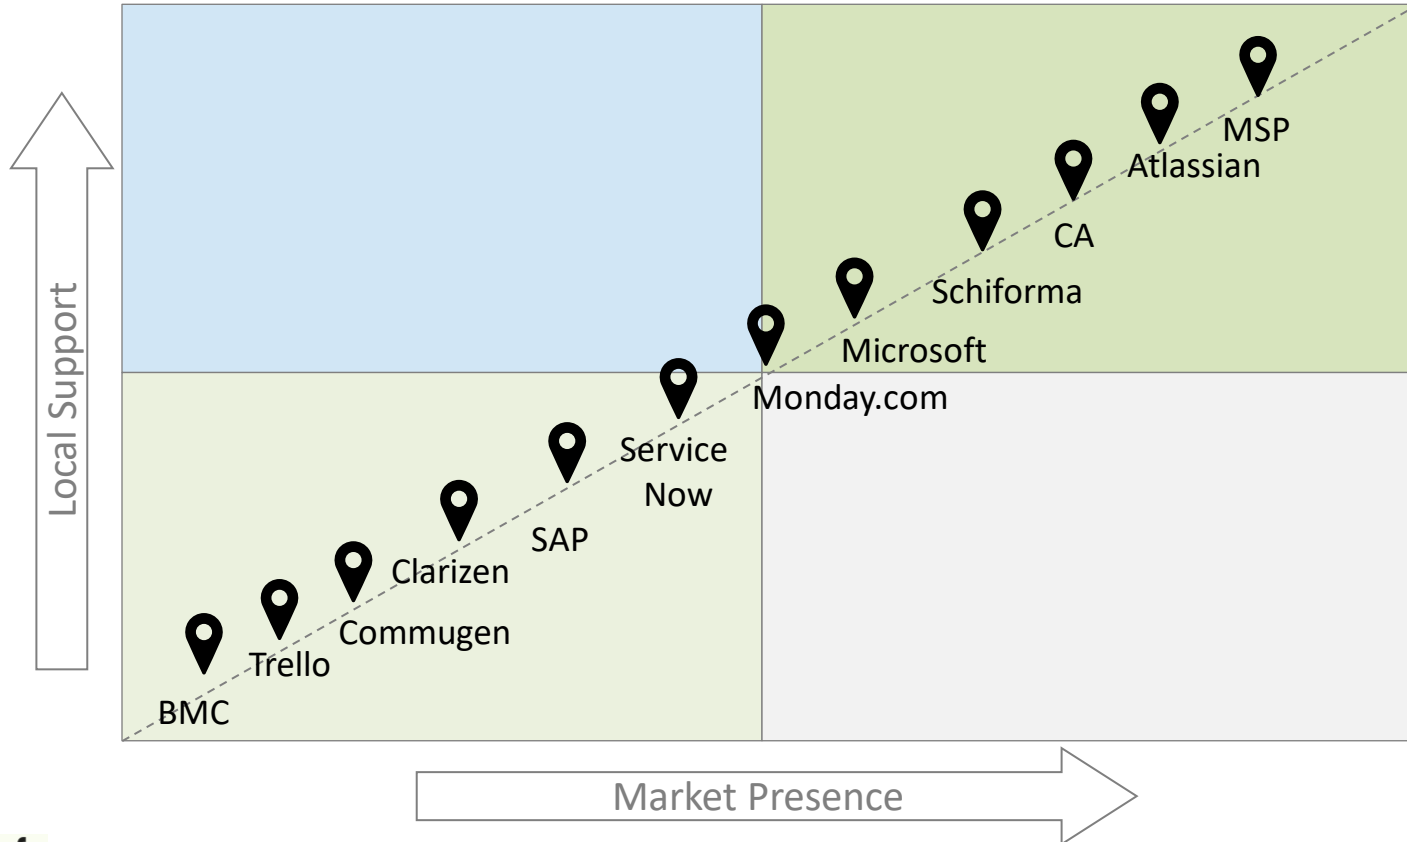 MSP
Atlassian
CA
Schiforma
Microsoft
Monday.com
Service
Now
SAP
Clarizen
Commugen
Trello
BMC
Local Support
Market Presence